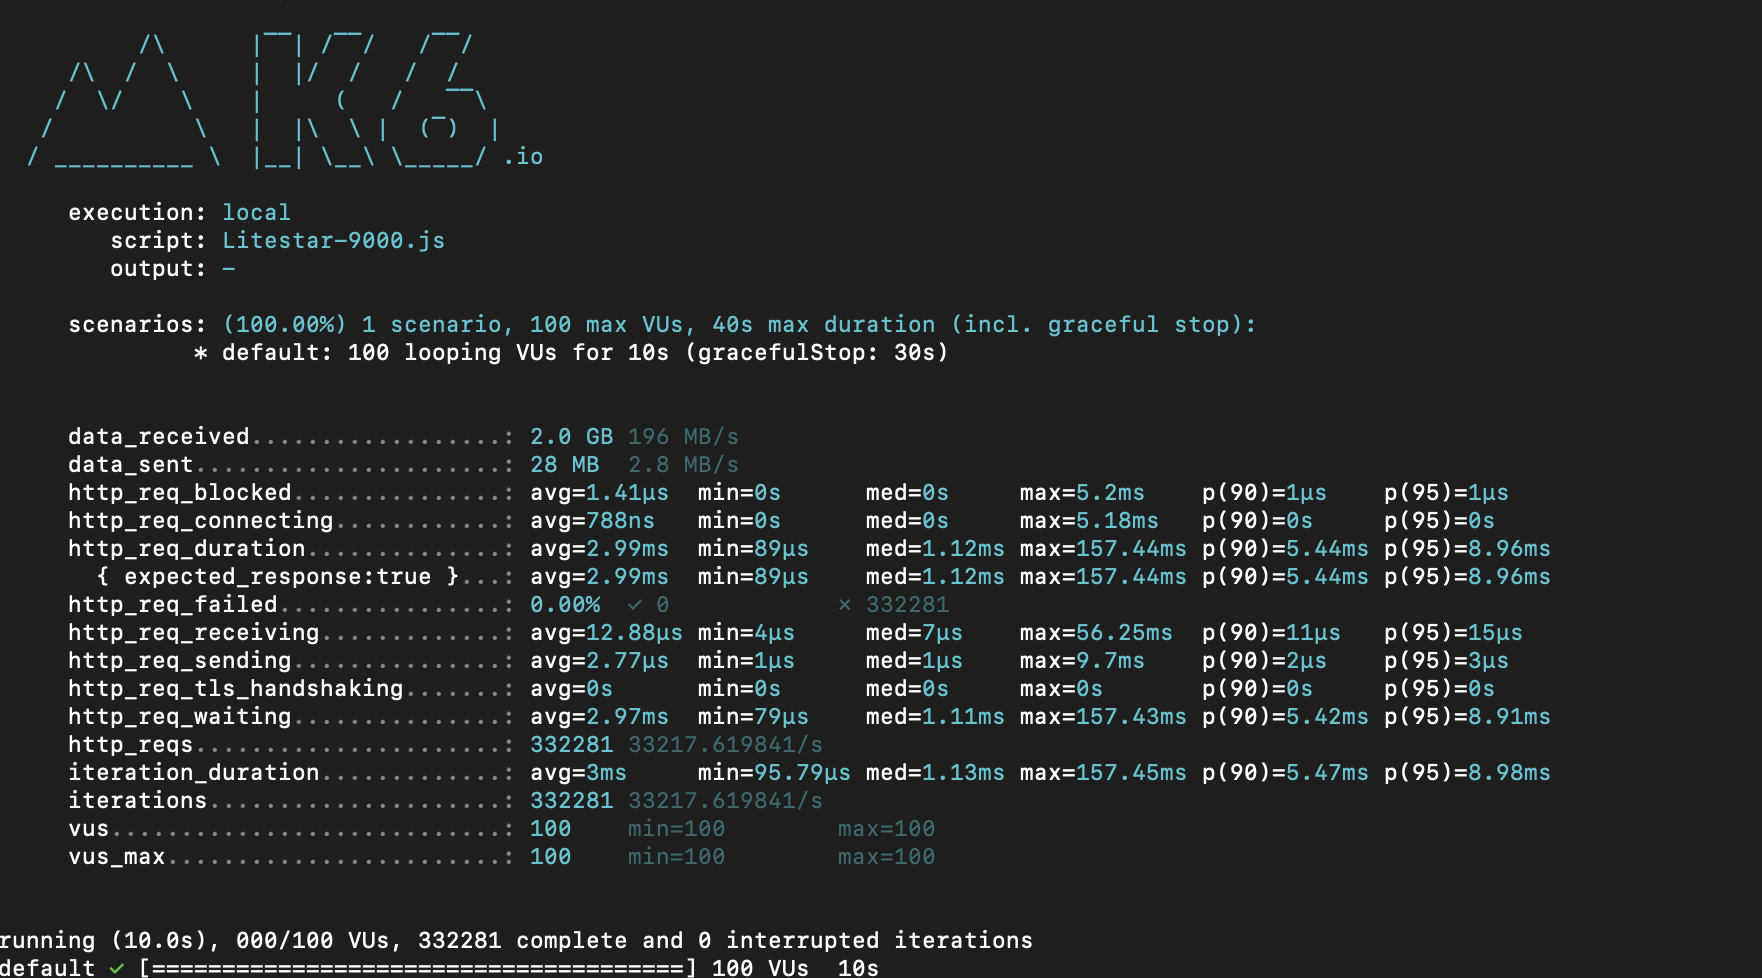 /\      |‾‾| /‾‾/   /‾‾/
     /\  /  \     |  |/  /   /  /
    /  \/    \    |     (   /   ‾‾\
   /          \   |  |\  \ |  (‾)  |
  / __________ \  |__| \__\ \_____/ .io
execution: local
script: Litestar-9000.js
output: -
scenarios: (100.00%) 1 scenario, 100 max VUs, 40s max duration (incl. graceful stop):
* default: 100 looping VUs for 10s (gracefulStop: 30s)
data_received..................: 2.0 GB 196 MB/s
data_sent......................: 28 MB  2.8 MB/s
http_req_blocked...............: avg=1.41µs  min=0s      med=0s     max=5.2ms    p(90)=1µs    p(95)=1µs
http_req_connecting............: avg=788ns   min=0s      med=0s     max=5.18ms   p(90)=0s     p(95)=0s
http_req_duration..............: avg=2.99ms  min=89µs    med=1.12ms max=157.44ms p(90)=5.44ms p(95)=8.96ms
{ expected_response:true }...: avg=2.99ms  min=89µs    med=1.12ms max=157.44ms p(90)=5.44ms p(95)=8.96ms
http_req_failed................: 0.00%  ✓ 0           ✗ 332281
http_req_receiving.............: avg=12.88µs min=4µs     med=7µs    max=56.25ms  p(90)=11µs   p(95)=15µs
http_req_sending...............: avg=2.77µs  min=1µs     med=1µs    max=9.7ms    p(90)=2µs    p(95)=3µs
http_req_tls_handshaking.......: avg=0s      min=0s      med=0s     max=0s       p(90)=0s     p(95)=0s
http_req_waiting...............: avg=2.97ms  min=79µs    med=1.11ms max=157.43ms p(90)=5.42ms p(95)=8.91ms
http_reqs......................: 332281 33217.619841/s
iteration_duration.............: avg=3ms     min=95.79µs med=1.13ms max=157.45ms p(90)=5.47ms p(95)=8.98ms
iterations.....................: 332281 33217.619841/s
vus............................: 100    min=100       max=100
vus_max........................: 100    min=100       max=100
running (10.0s), 000/100 VUs, 332281 complete and 0 interrupted iterations
default ✓ [======================================] 100 VUs  10s